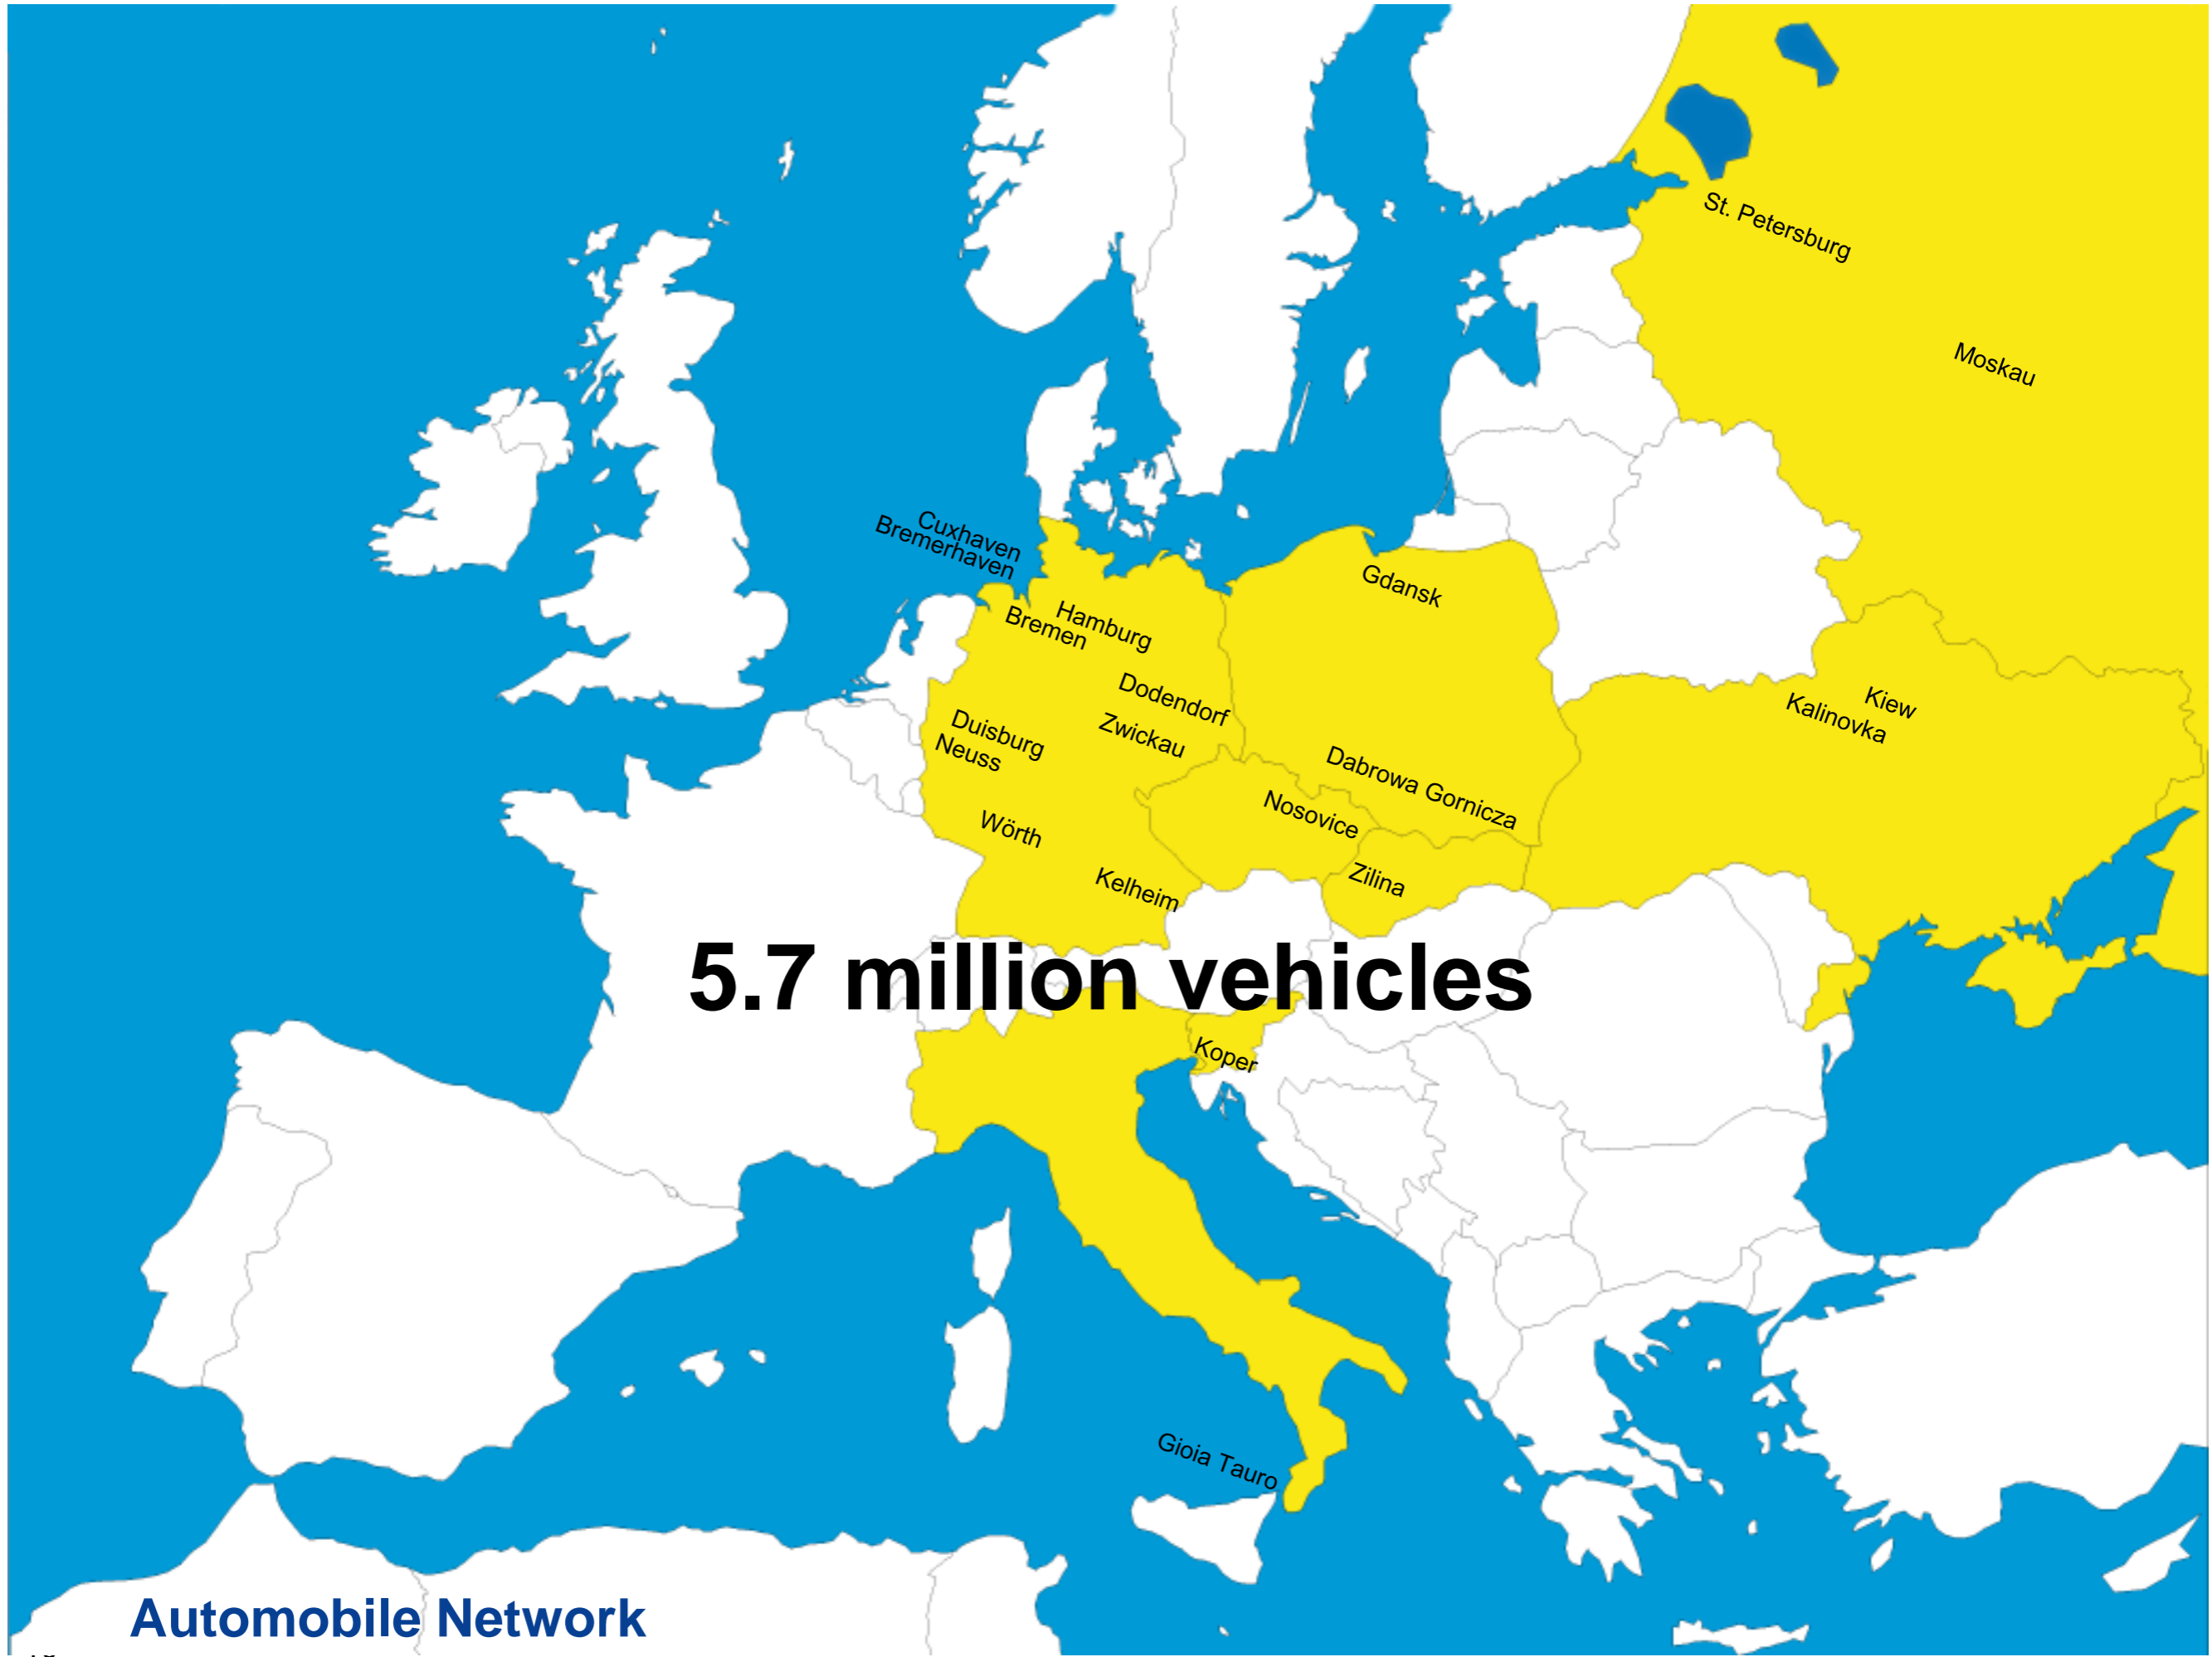 St. Petersburg
Moskau
Cuxhaven
Bremerhaven
Gdansk
Hamburg
Bremen
Dodendorf
Kiew
Kalinovka
Duisburg
Zwickau
Neuss
Dabrowa Gornicza
Nosovice
Wörth
Zilina
Kelheim
5.7 million vehicles
Koper
Gioia Tauro
Automobile Network